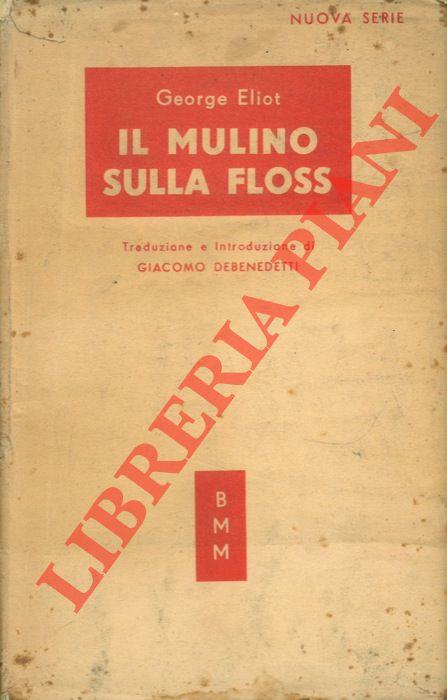 NUOVA SERIE
George Eliot
IL MULINO
SULLA FLOSS
Traduzione e Introduzione di
GIACOMO DEBENEDETTI
LIBRERIA PIANI
B
M
M